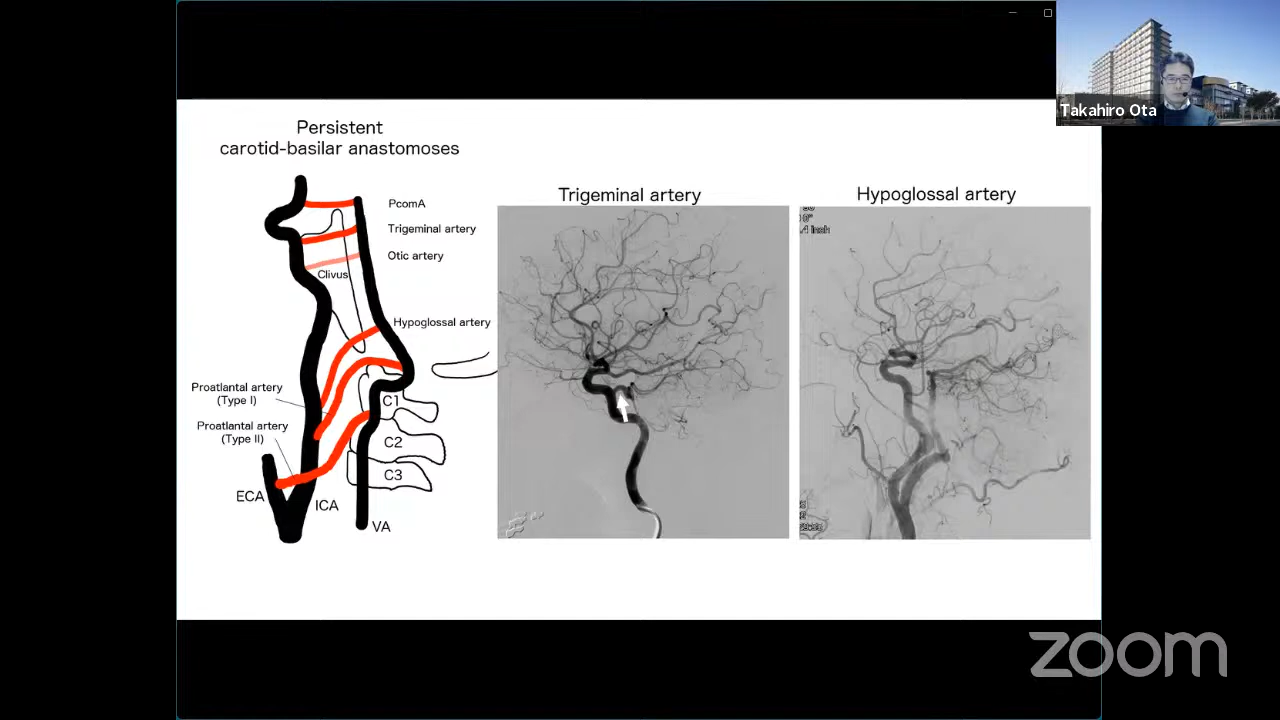 Takahiro Ota
Persistent
carotid-basilar anastomoses
PcomA
Trigeminal artery
Otic artery
Clivus
Hypoglossal artery
Proatlantal artery
(Type I)
Proatlantal artery
(Type II)
C1
C2
C3
ECA
ICA
VA
Trigeminal artery
Hypoglossal artery
zoom